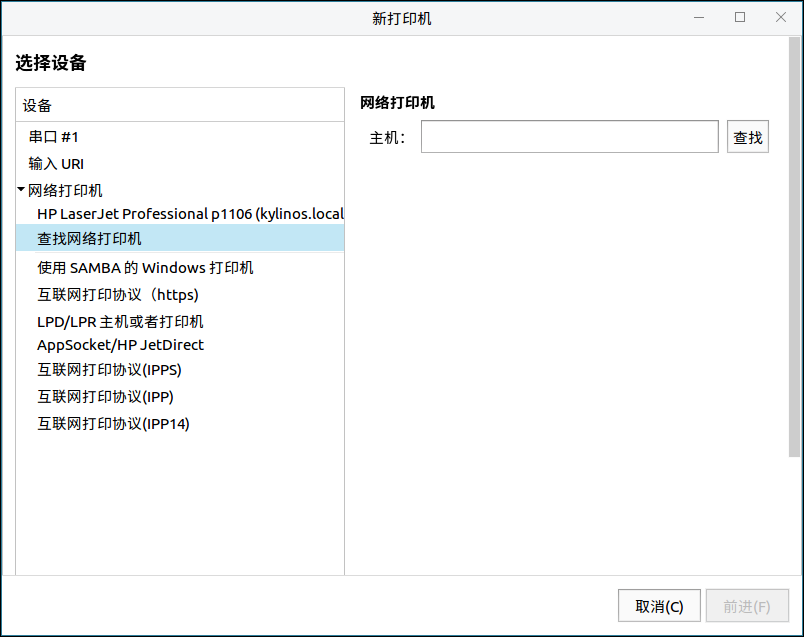 新打印机
选择设备
设备
串口 #1
输入 URI
网络打印机
HP LaserJet Professional p1106 (kylinos.local
查找网络打印机
使用 SAMBA 的 Windows 打印机
互联网打印协议（https)
LPD/LPR 主机或者打印机
AppSocket/HP JetDirect
互联网打印协议(IPPS)
互联网打印协议(IPP)
互联网打印协议(IPP14)
网络打印机
主机： 查找
取消(C) 前进(F)